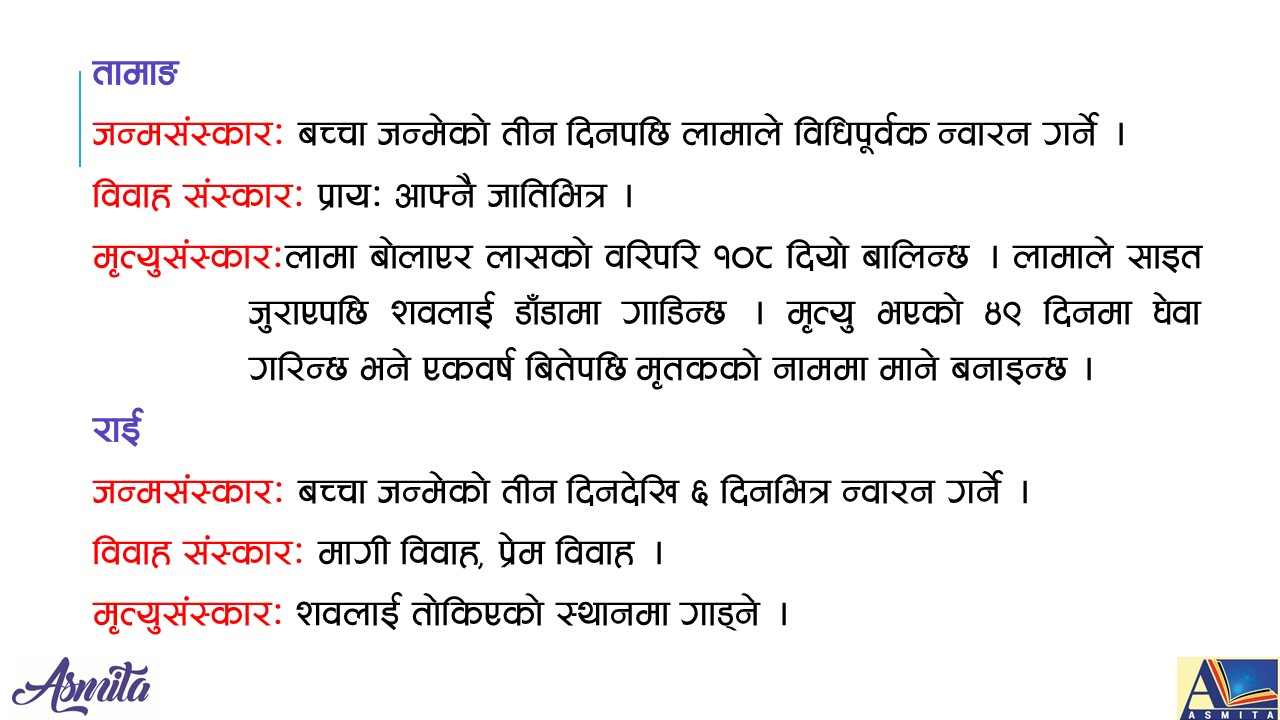 तामाङ
जन्मसंस्कार: बच्चा जन्मेको तीन दिनपछि लामाले विधिपूर्वक न्वारन गर्ने ।
विवाह संस्कार: प्राय: आफ्नै जातिभित्र ।
मृत्युसंस्कार:लामा बोलाएर लासको वरिपरि १०८ दियो बालिन्छ । लामाले साइत
जुराएपछि शवलाई डाँडामा गाडिन्छ । मृत्यु भएको ४९ दिनमा घेवा
गरिन्छ भने एकवर्ष बितेपछि मृतकको नाममा माने बनाइन्छ ।
राई
जन्मसंस्कार: बच्चा जन्मेको तीन दिनदेखि ६ दिनभित्र न्वारन गर्ने ।
विवाह संस्कार: मागी विवाह, प्रेम विवाह ।
मृत्युसंस्कार: शवलाई तोकिएको स्थानमा गाड्ने ।
Asmita
ASMITA